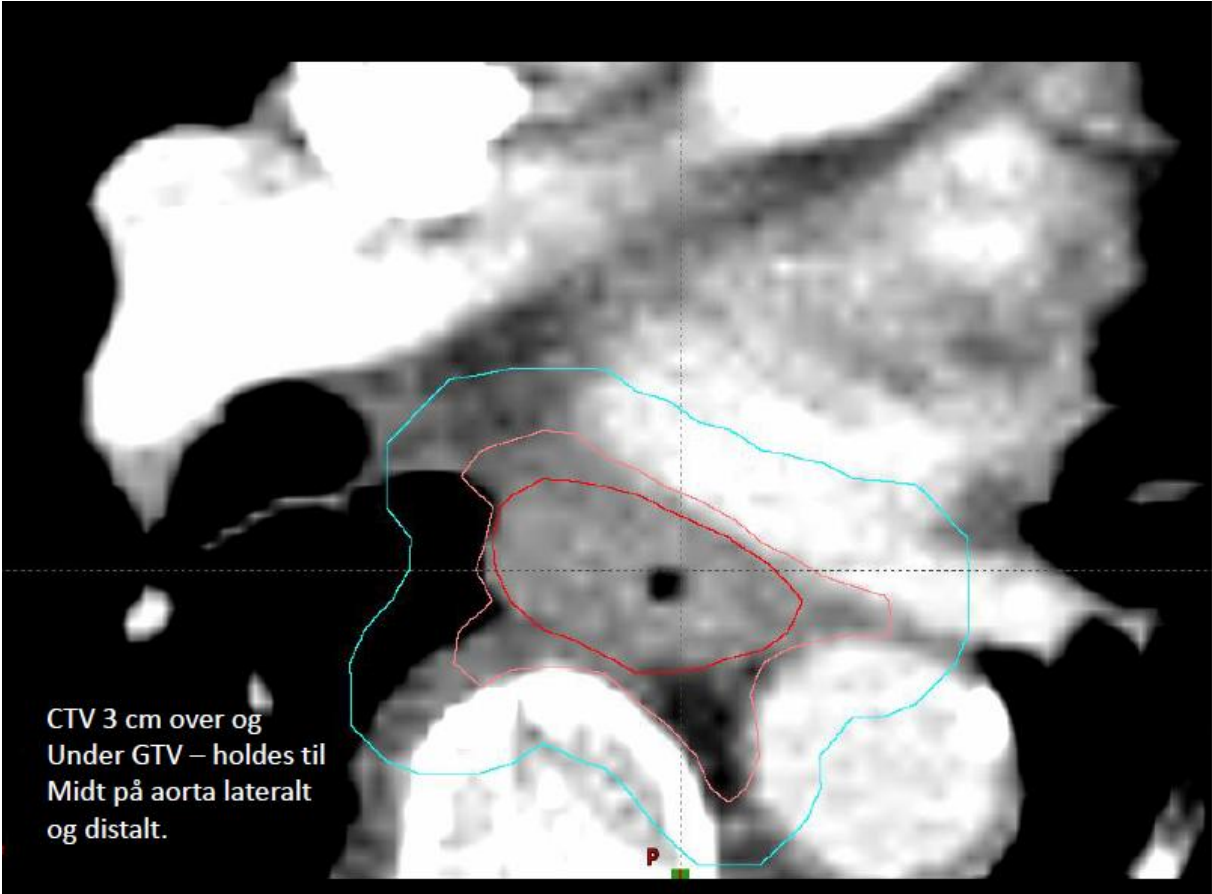 CTV 3 cm over og
Under GTV – holdes til
Midt på aorta lateralt
og distalt.
P